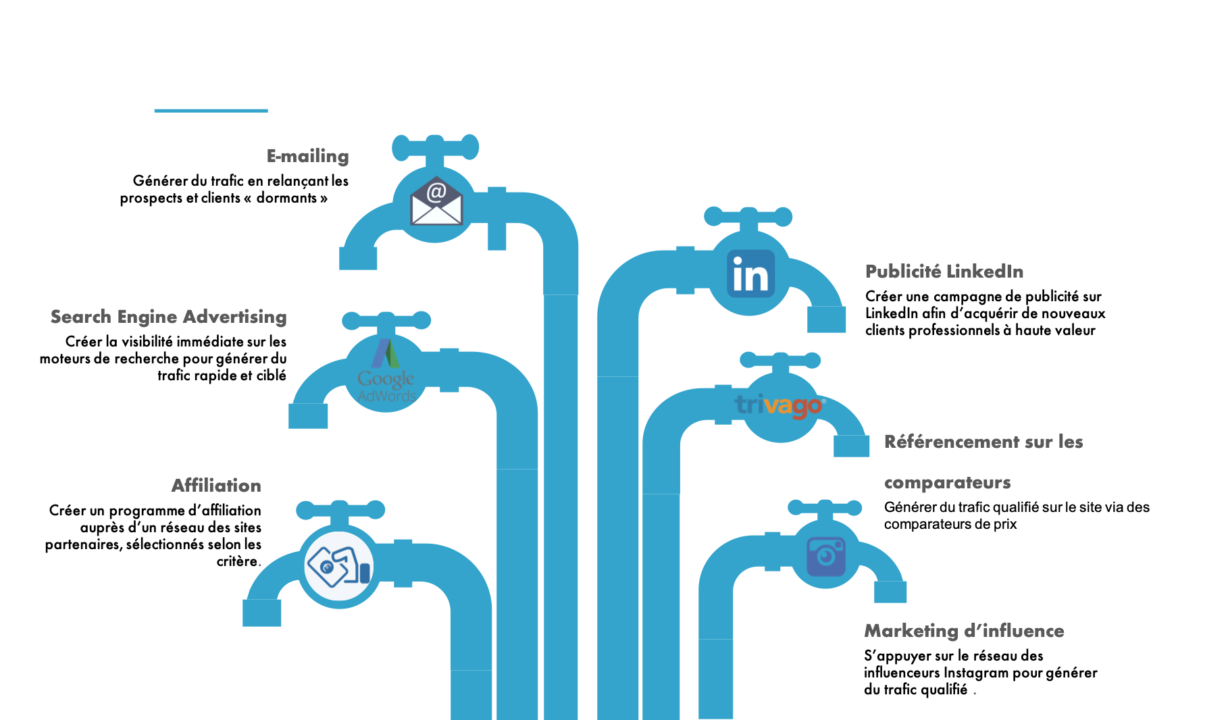 E-mailing
Générer du trafic en relançant les
prospects et clients « dormants »
@
Search Engine Advertising
Créer la visibilité immédiate sur les
moteurs de recherche pour générer du
trafic rapide et ciblé
Google
AdWords
Affiliation
Créer un programme d’affiliation
auprès d’un réseau des sites
partenaires, sélectionnés selon les
critère.
in
Publicité LinkedIn
Créer une campagne de publicité sur
LinkedIn afin d’acquérir de nouveaux
clients professionnels à haute valeur
trivago
Référencement sur les
comparateurs
Générer du trafic qualifié sur le site via des
comparateurs de prix
Marketing d’influence
S’appuyer sur le réseau des
influenceurs Instagram pour générer
du trafic qualifié .